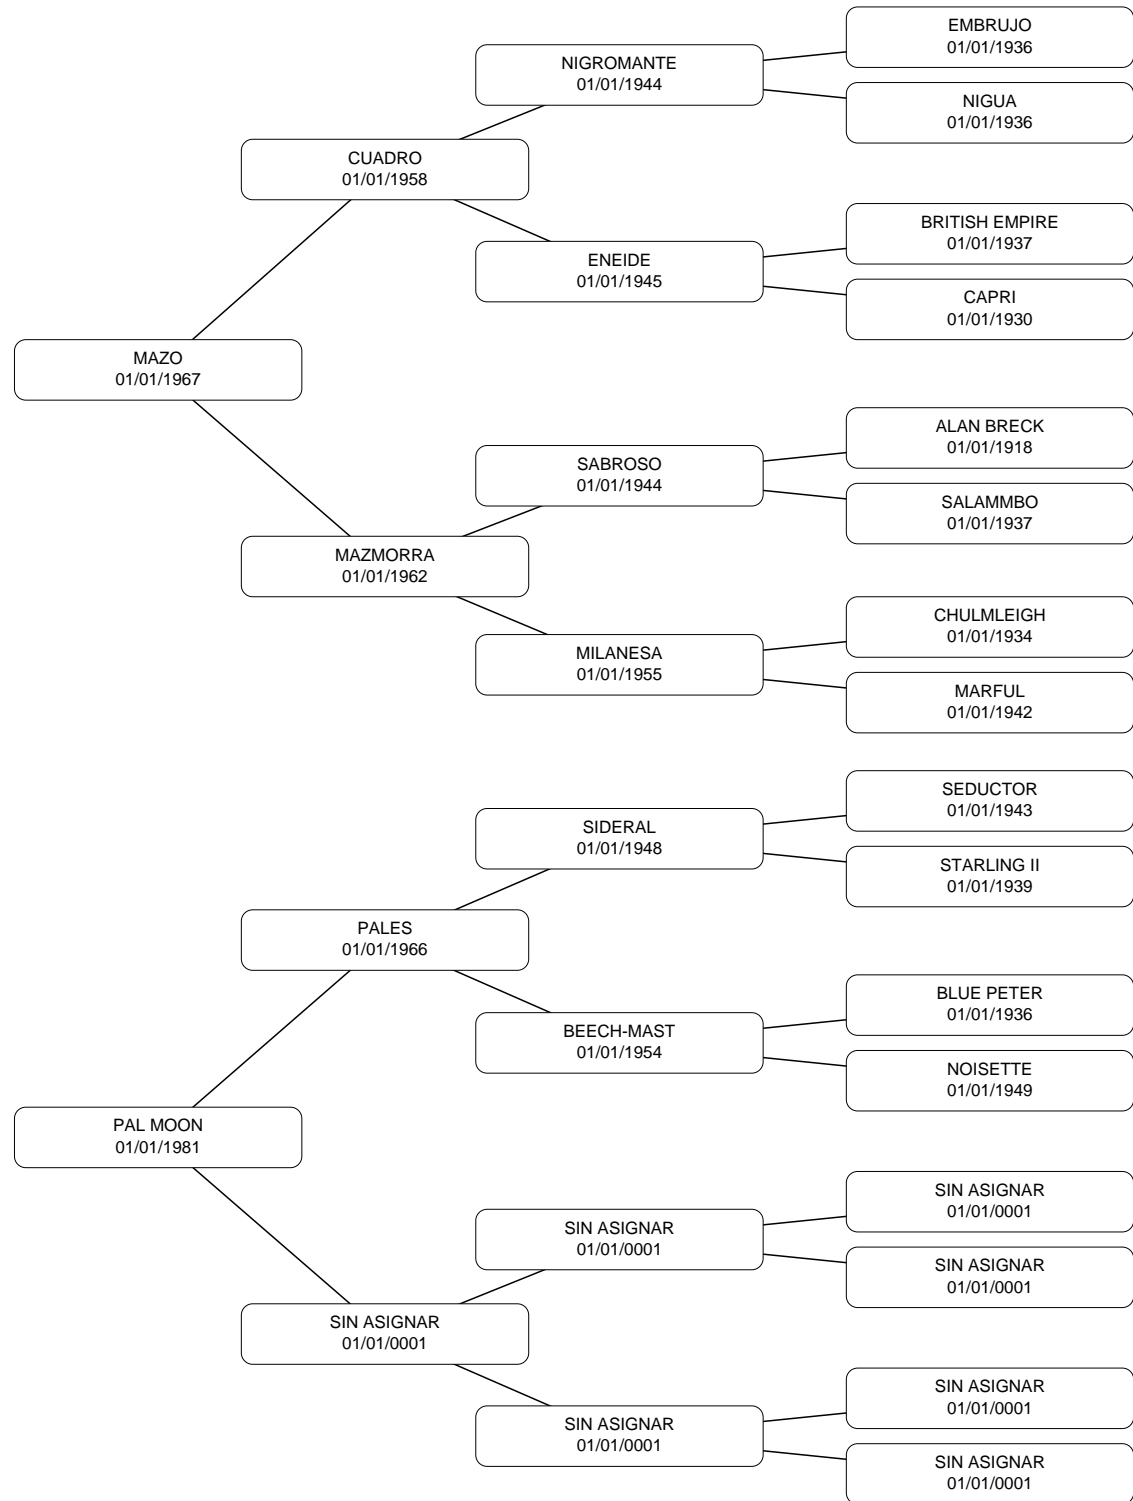 EMBRUJO
01/01/1936
NIGROMANTE
01/01/1944
NIGUA
01/01/1936
CUADRO
01/01/1958
BRITISH EMPIRE
01/01/1937
ENEIDE
01/01/1945
CAPRI
01/01/1930
MAZO
01/01/1967
ALAN BRECK
01/01/1918
SABROSO
01/01/1944
SALAMMBO
01/01/1937
MAZMORRA
01/01/1962
CHULMLEIGH
01/01/1934
MILANESA
01/01/1955
MARFUL
01/01/1942
SEDUCTOR
01/01/1943
SIDERAL
01/01/1948
STARLING II
01/01/1939
PALES
01/01/1966
BLUE PETER
01/01/1936
BEECH-MAST
01/01/1954
NOISETTE
01/01/1949
PAL MOON
01/01/1981
SIN ASIGNAR
01/01/0001
SIN ASIGNAR
01/01/0001
SIN ASIGNAR
01/01/0001
SIN ASIGNAR
01/01/0001
SIN ASIGNAR
01/01/0001
SIN ASIGNAR
01/01/0001
SIN ASIGNAR
01/01/0001